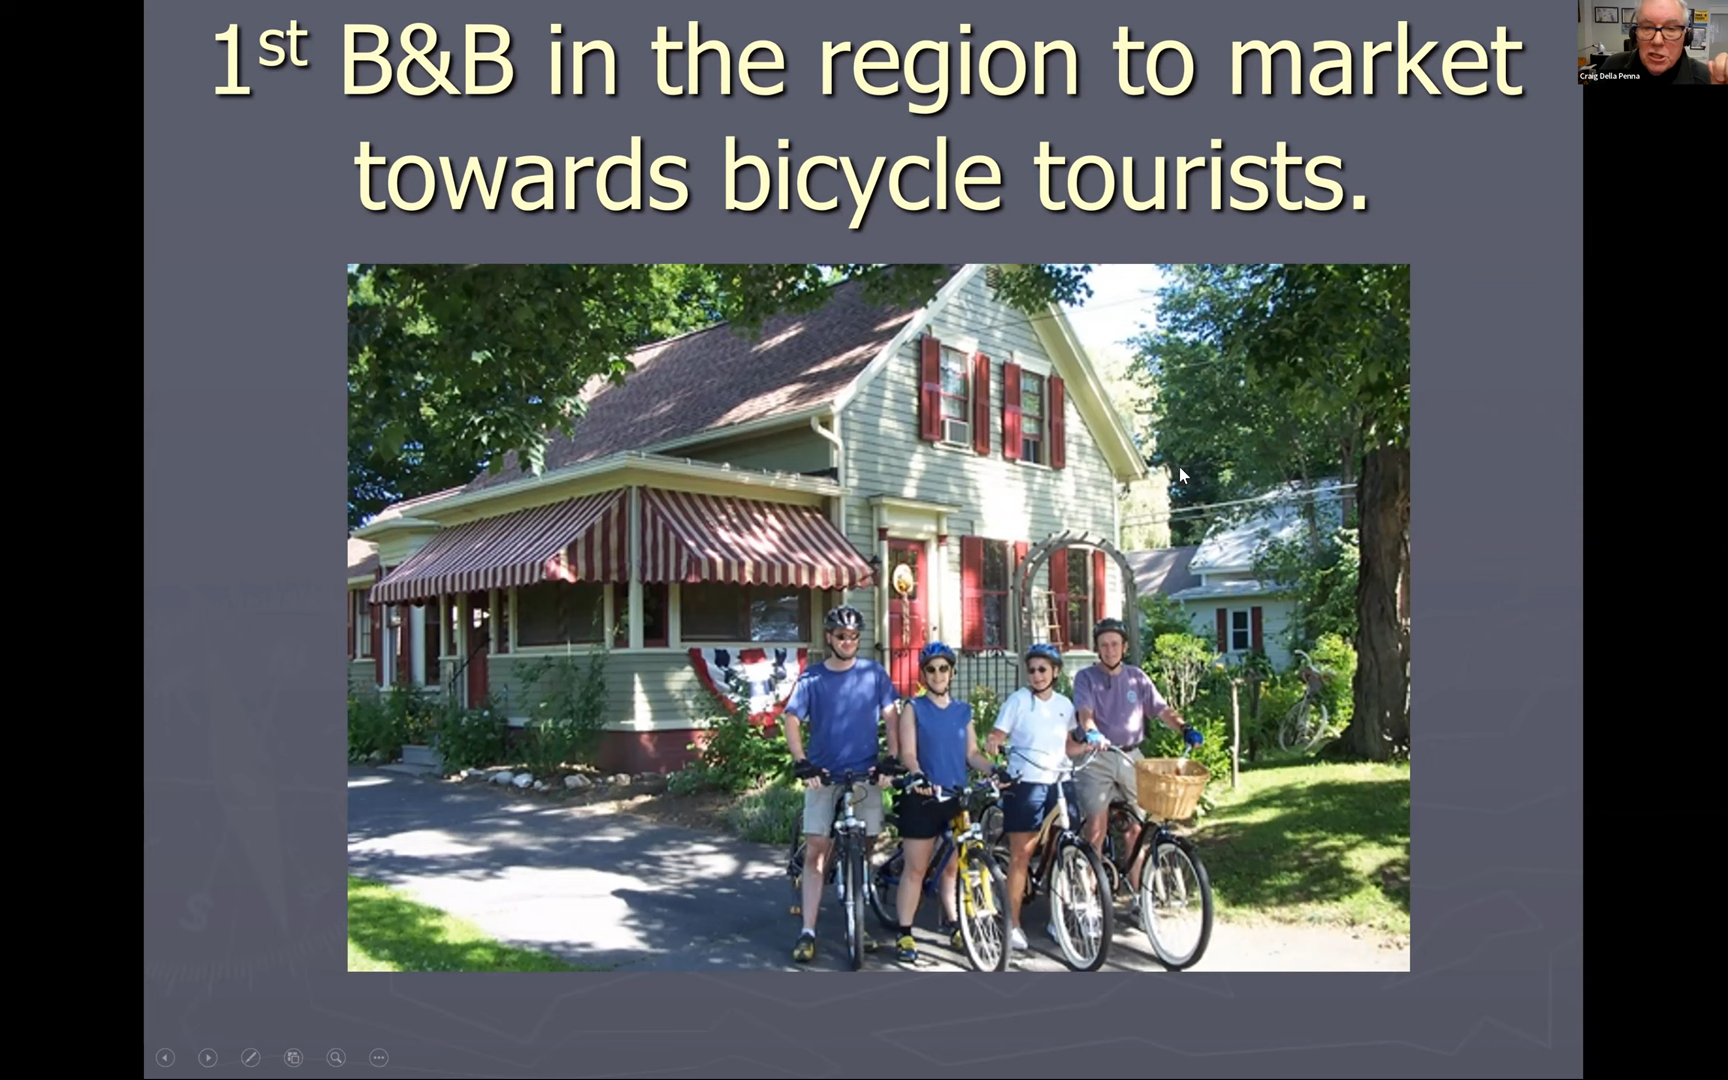 1st B&B in the region to market
towards bicycle tourists.
Craig Della Penna